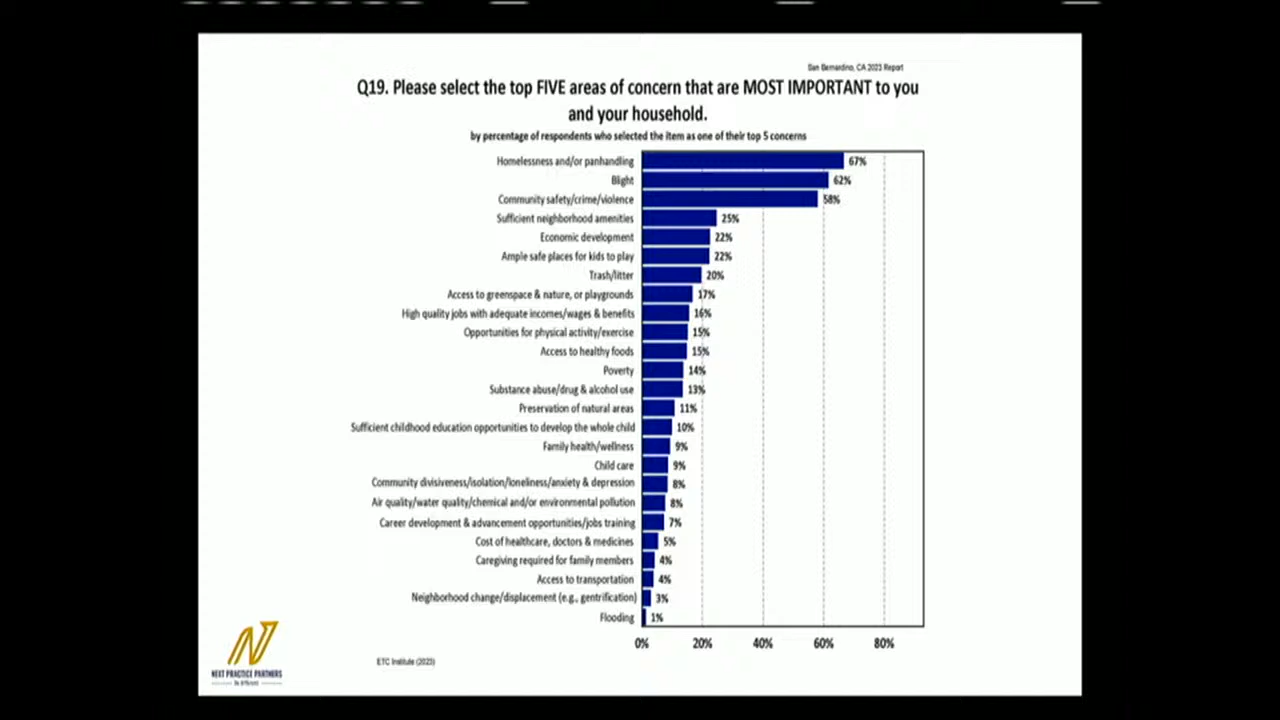 San Bernardino, CA 2023 Report
Q19. Please select the top FIVE areas of concern that are MOST IMPORTANT to you
and your household.
by percentage of respondents who selected the item as one of their top 5 concerns
Homelessness and/or panhandling 67%
Blight 62%
Community safety/crime/violence 58%
Sufficient neighborhood amenities 25%
Economic development 22%
Ample safe places for kids to play 22%
Trash/litter 20%
Access to greenspace & nature, or playgrounds 17%
High quality jobs with adequate incomes/wages & benefits 16%
Opportunities for physical activity/exercise 15%
Access to healthy foods 15%
Poverty 14%
Substance abuse/drug & alcohol use 13%
Preservation of natural areas 11%
Sufficient childhood education opportunities to develop the whole child 10%
Family health/wellness 9%
Child care 9%
Community divisiveness/isolation/loneliness/anxiety & depression 8%
Air quality/water quality/chemical and/or environmental pollution 8%
Career development & advancement opportunities/jobs training 7%
Cost of healthcare, doctors & medicines 5%
Caregiving required for family members 4%
Access to transportation 4%
Neighborhood change/displacement (e.g., gentrification) 3%
Flooding 1%
0% 20% 40% 60% 80%
ETC Institute (2023)
NEXT PRACTICE PARTNERS